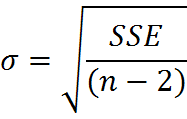 σ = √(SSE / (n − 2))